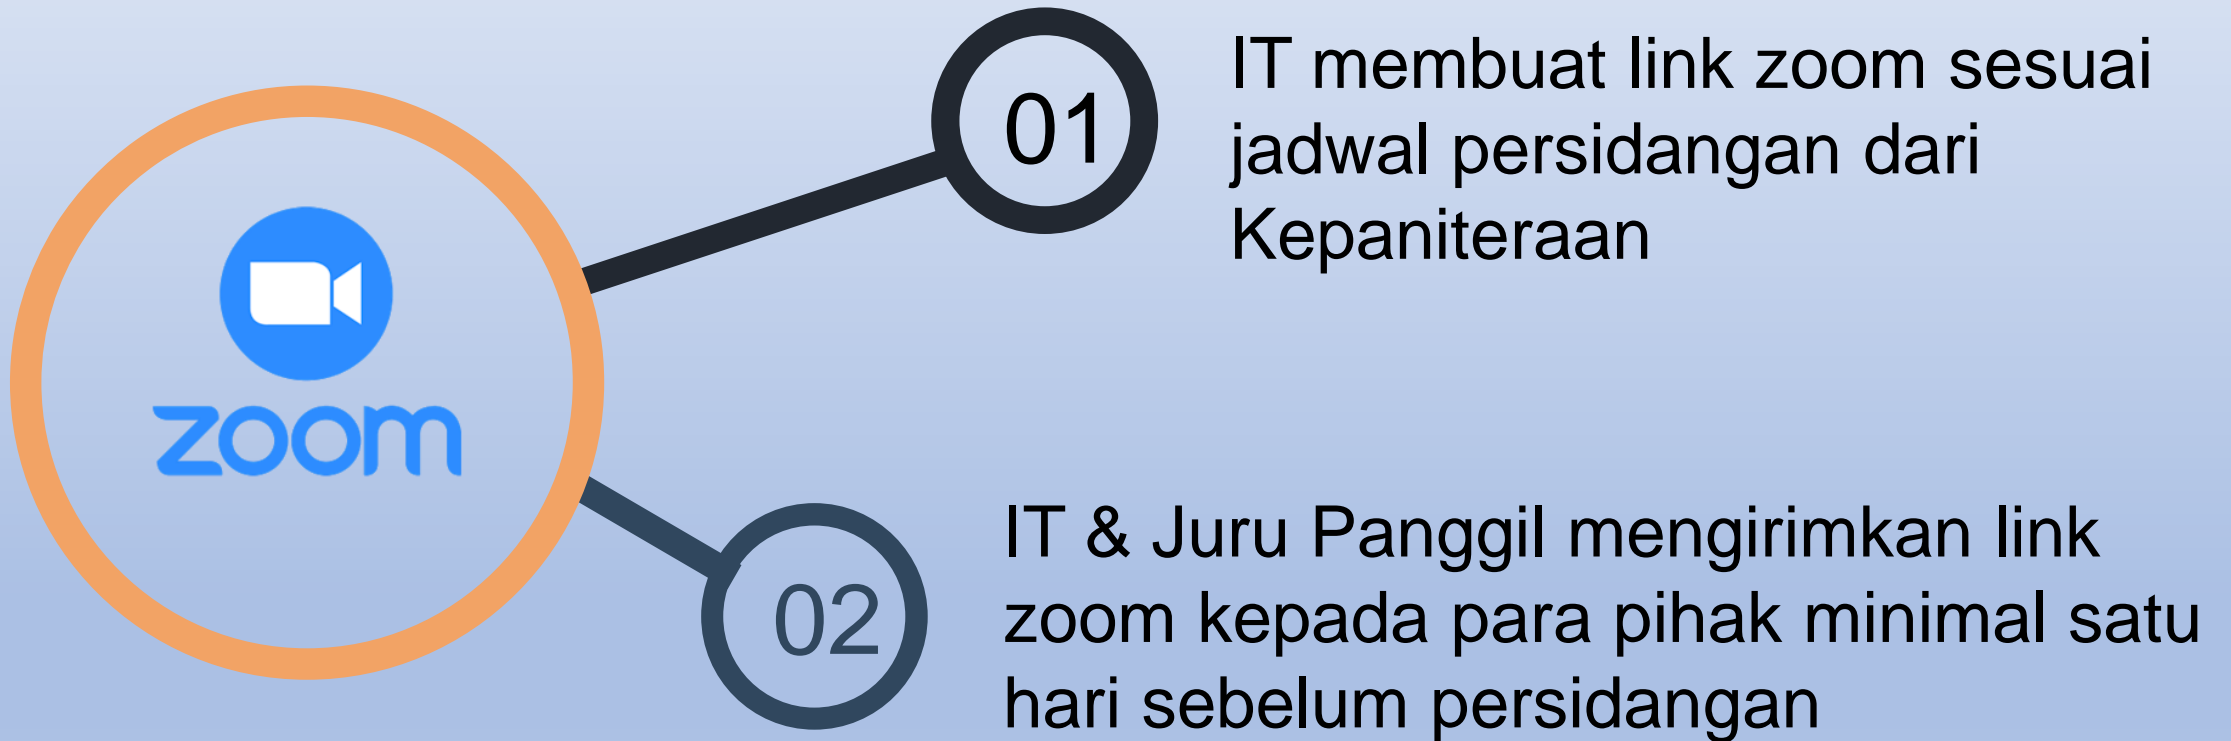 zoom
01
IT membuat link zoom sesuai
jadwal persidangan dari
Kepaniteraan
02
IT & Juru Panggil mengirimkan link
zoom kepada para pihak minimal satu
hari sebelum persidangan